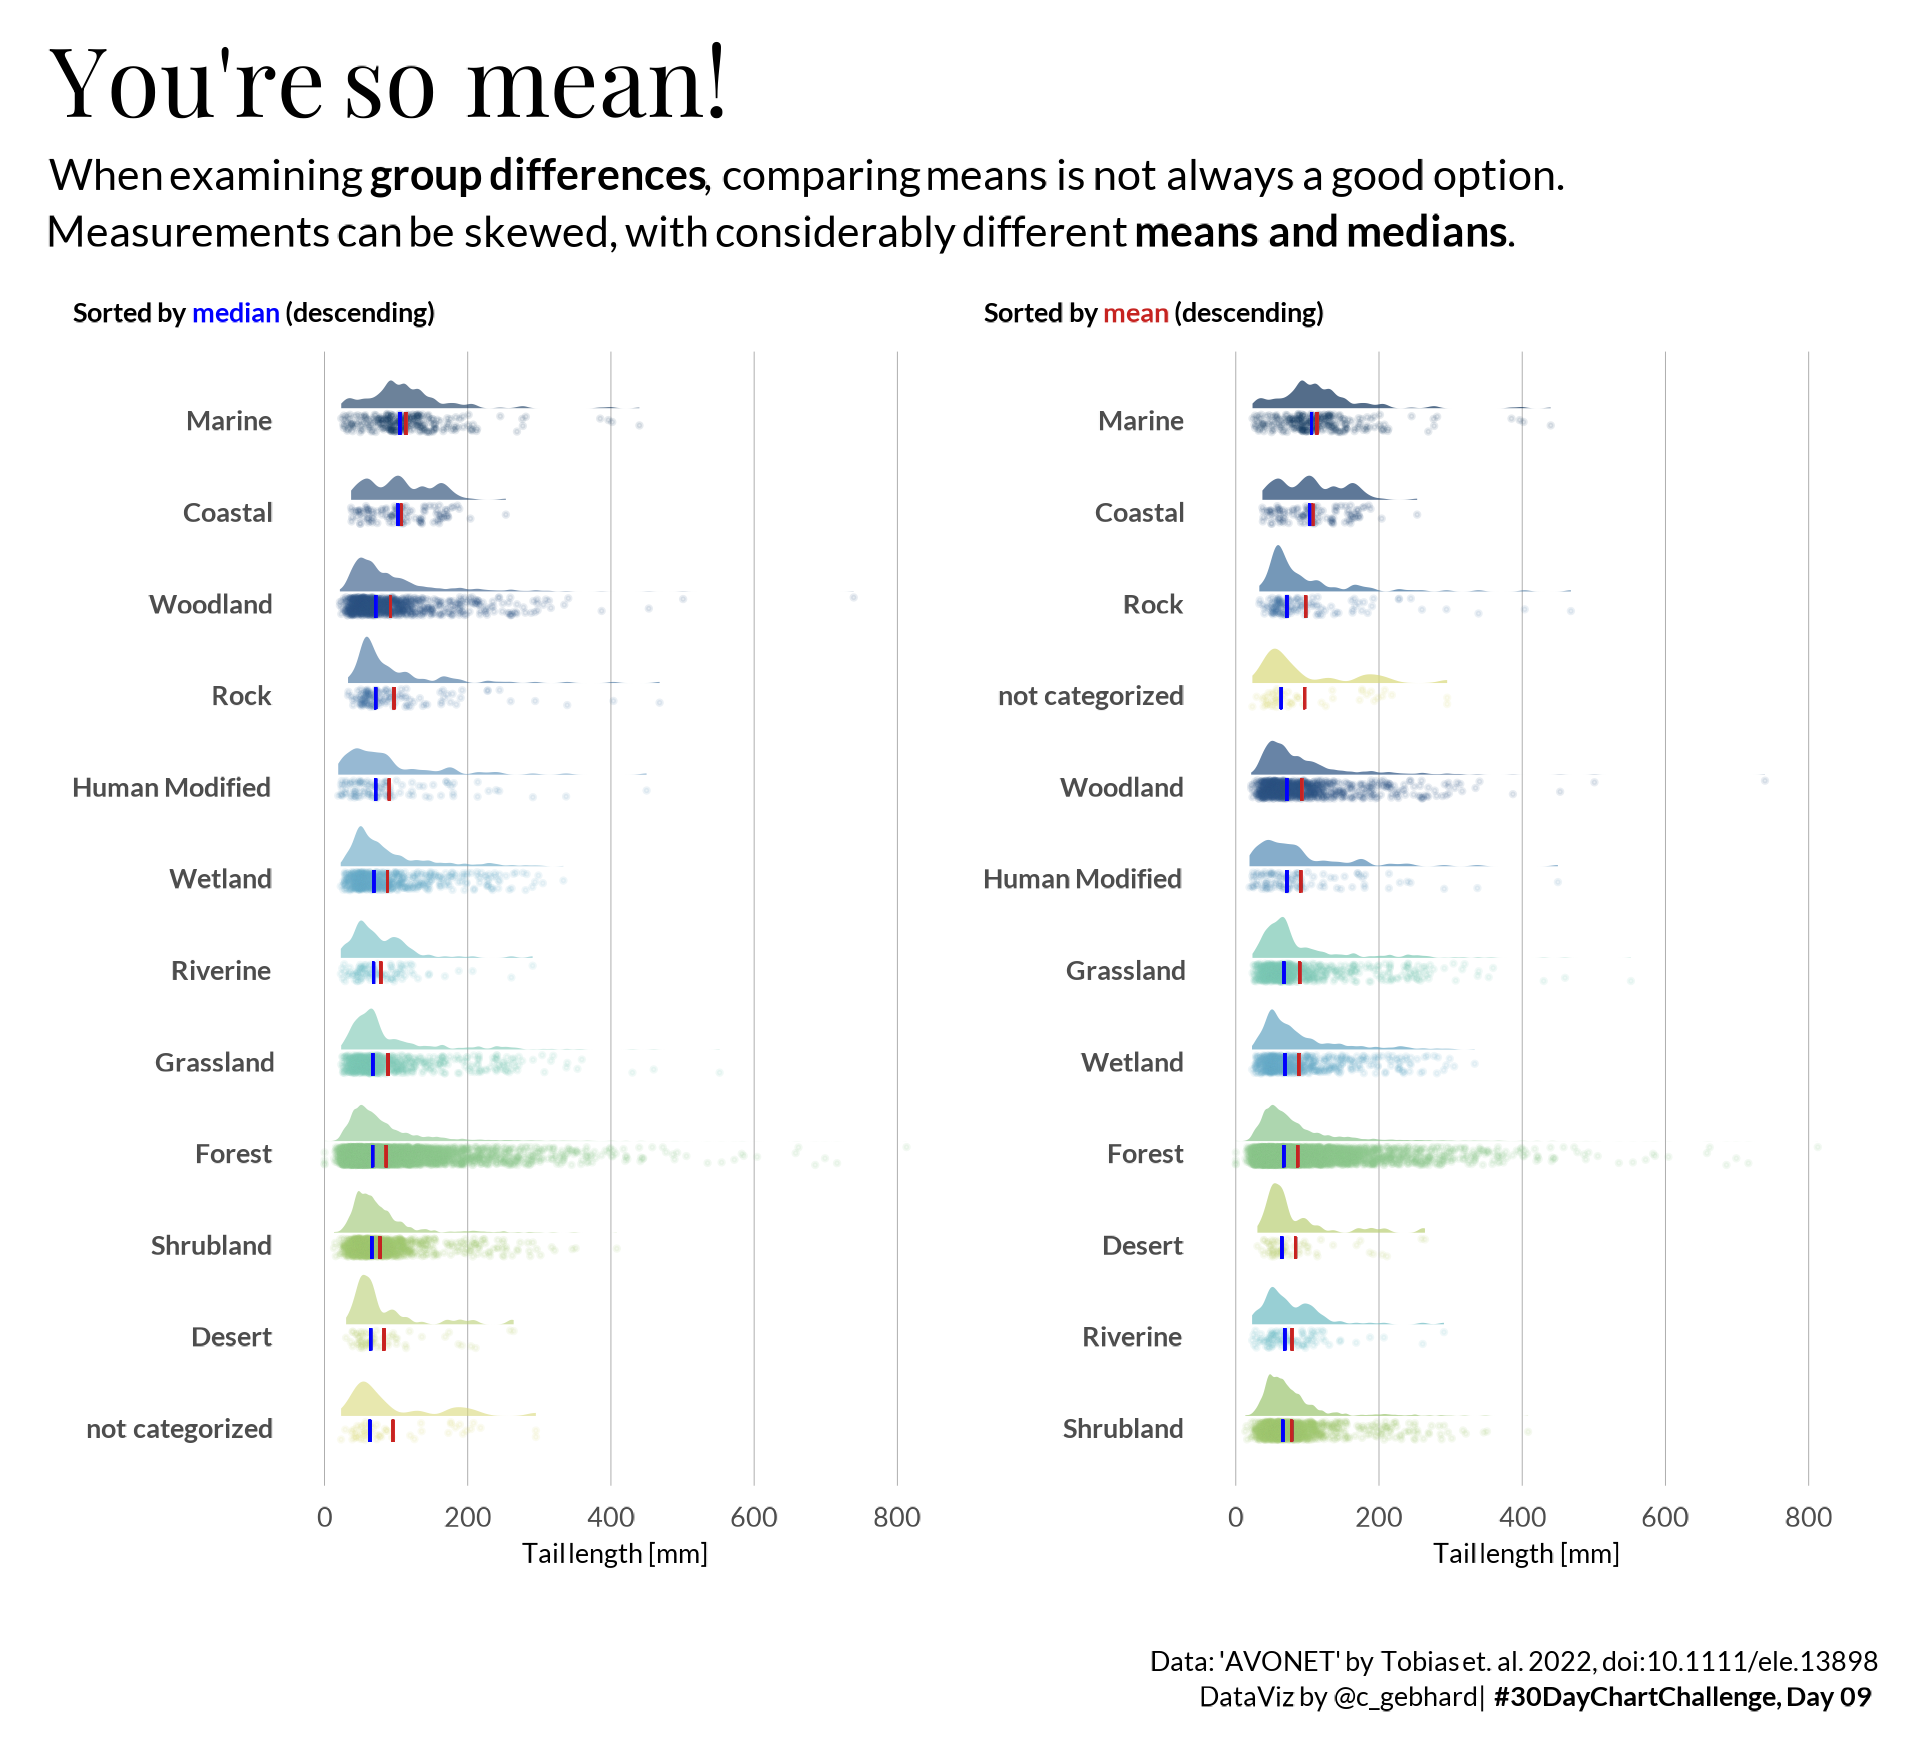 You're so mean!
When examining group differences, comparing means is not always a good option.
Measurements can be skewed, with considerably different means and medians.
Sorted by median (descending)
Marine
Coastal
Woodland
Rock
Human Modified
Wetland
Riverine
Grassland
Forest
Shrubland
Desert
not categorized
0 200 400 600 800
Tail length [mm]
Sorted by mean (descending)
Marine
Coastal
Rock
not categorized
Woodland
Human Modified
Grassland
Wetland
Forest
Desert
Riverine
Shrubland
0 200 400 600 800
Tail length [mm]
Data: 'AVONET' by Tobias et. al. 2022, doi:10.1111/ele.13898
DataViz by @c_gebhard| #30DayChartChallenge, Day 09